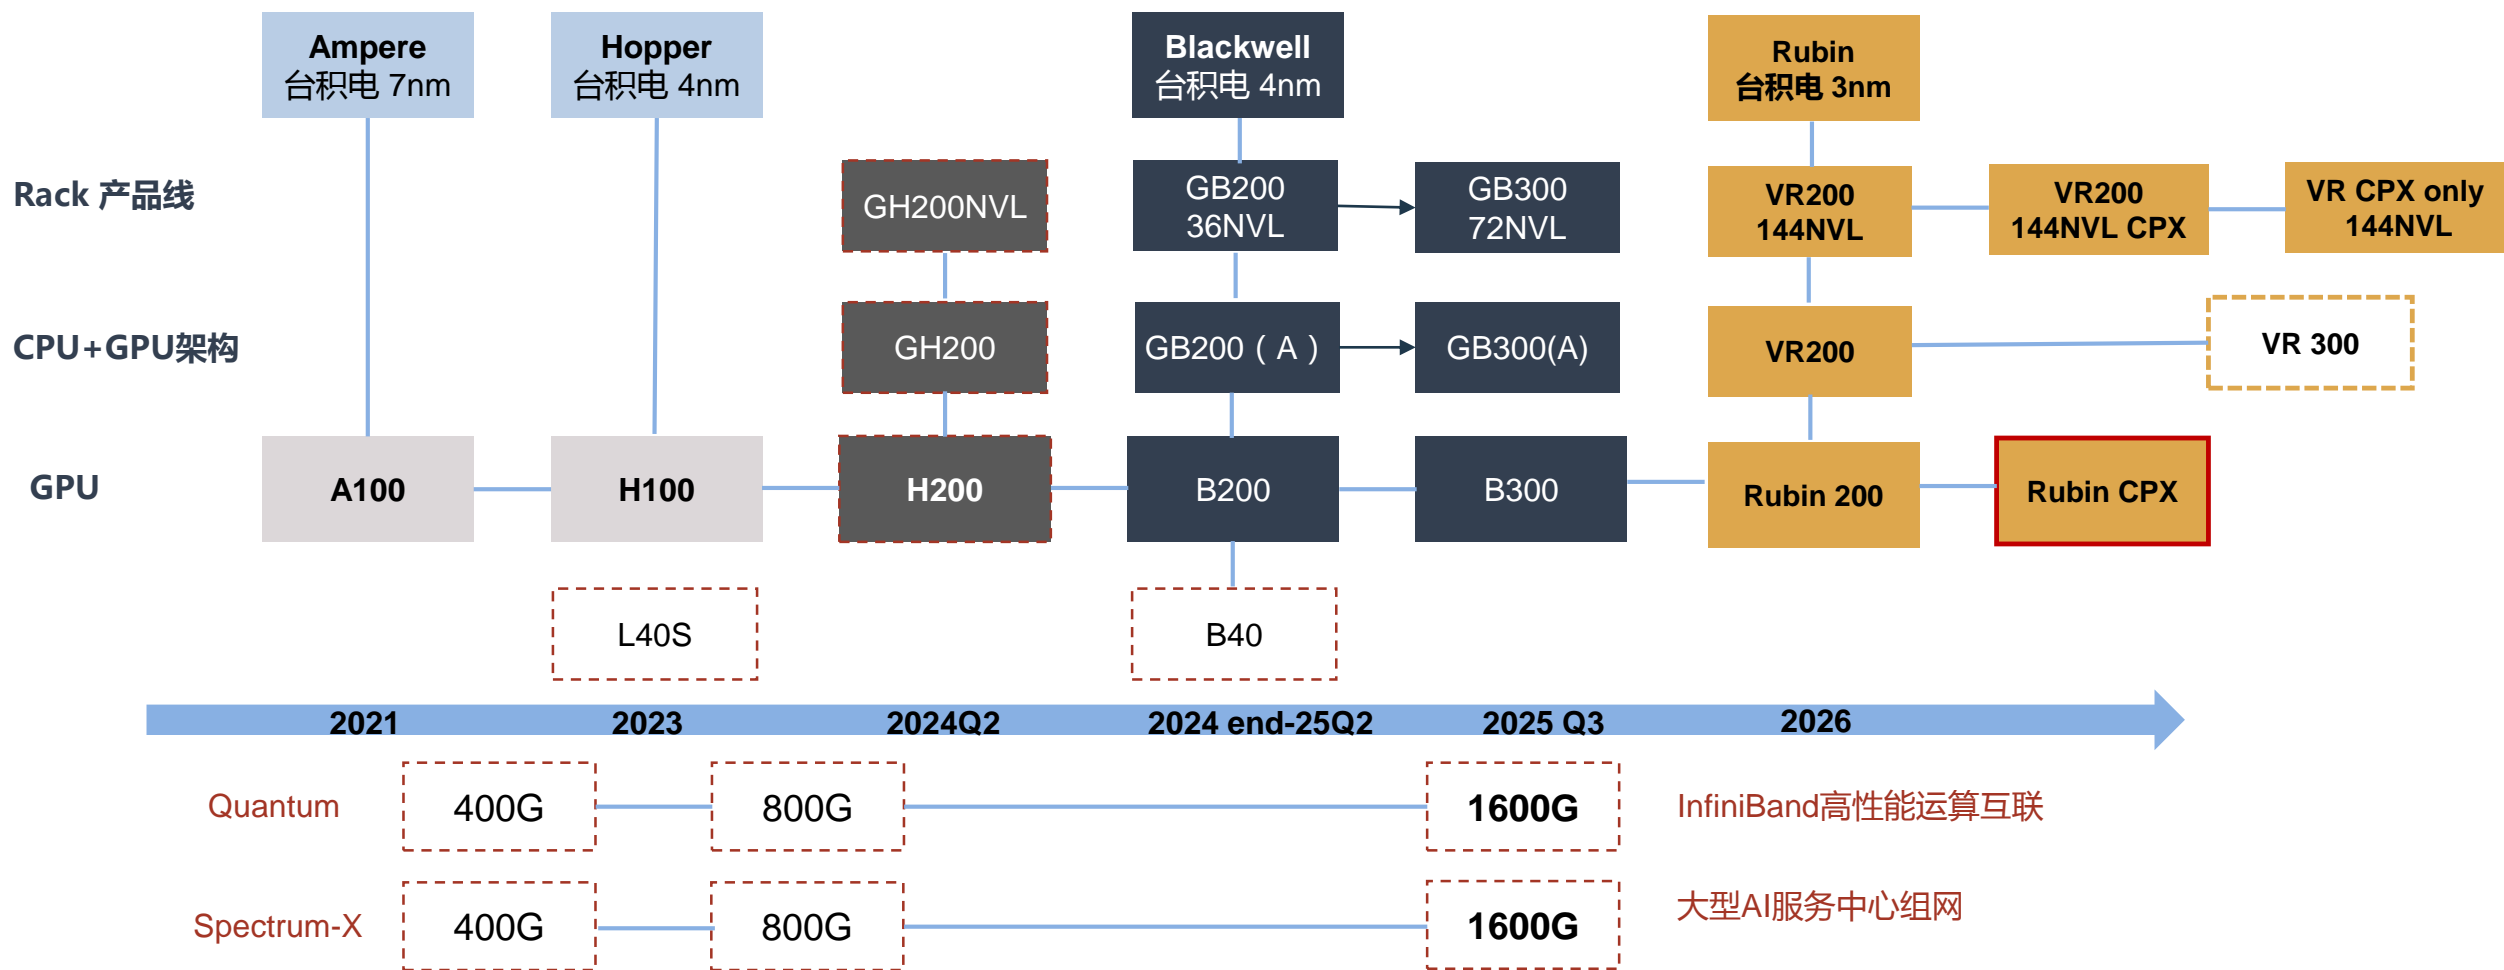 Ampere
台积电 7nm
Hopper
台积电 4nm
Blackwell
台积电 4nm
Rubin
台积电 3nm
Rack 产品线
GH200NVL
GB200
36NVL
GB300
72NVL
VR200
144NVL
VR200
144NVL CPX
VR CPX only
144NVL
CPU+GPU架构
GH200
GB200（A）
GB300(A)
VR200
VR 300
GPU
A100
H100
H200
B200
B300
Rubin 200
Rubin CPX
L40S
B40
2021
2023
2024Q2
2024 end-25Q2
2025 Q3
2026
Quantum
400G
800G
1600G
InfiniBand高性能运算互联
Spectrum-X
400G
800G
1600G
大型AI服务中心组网